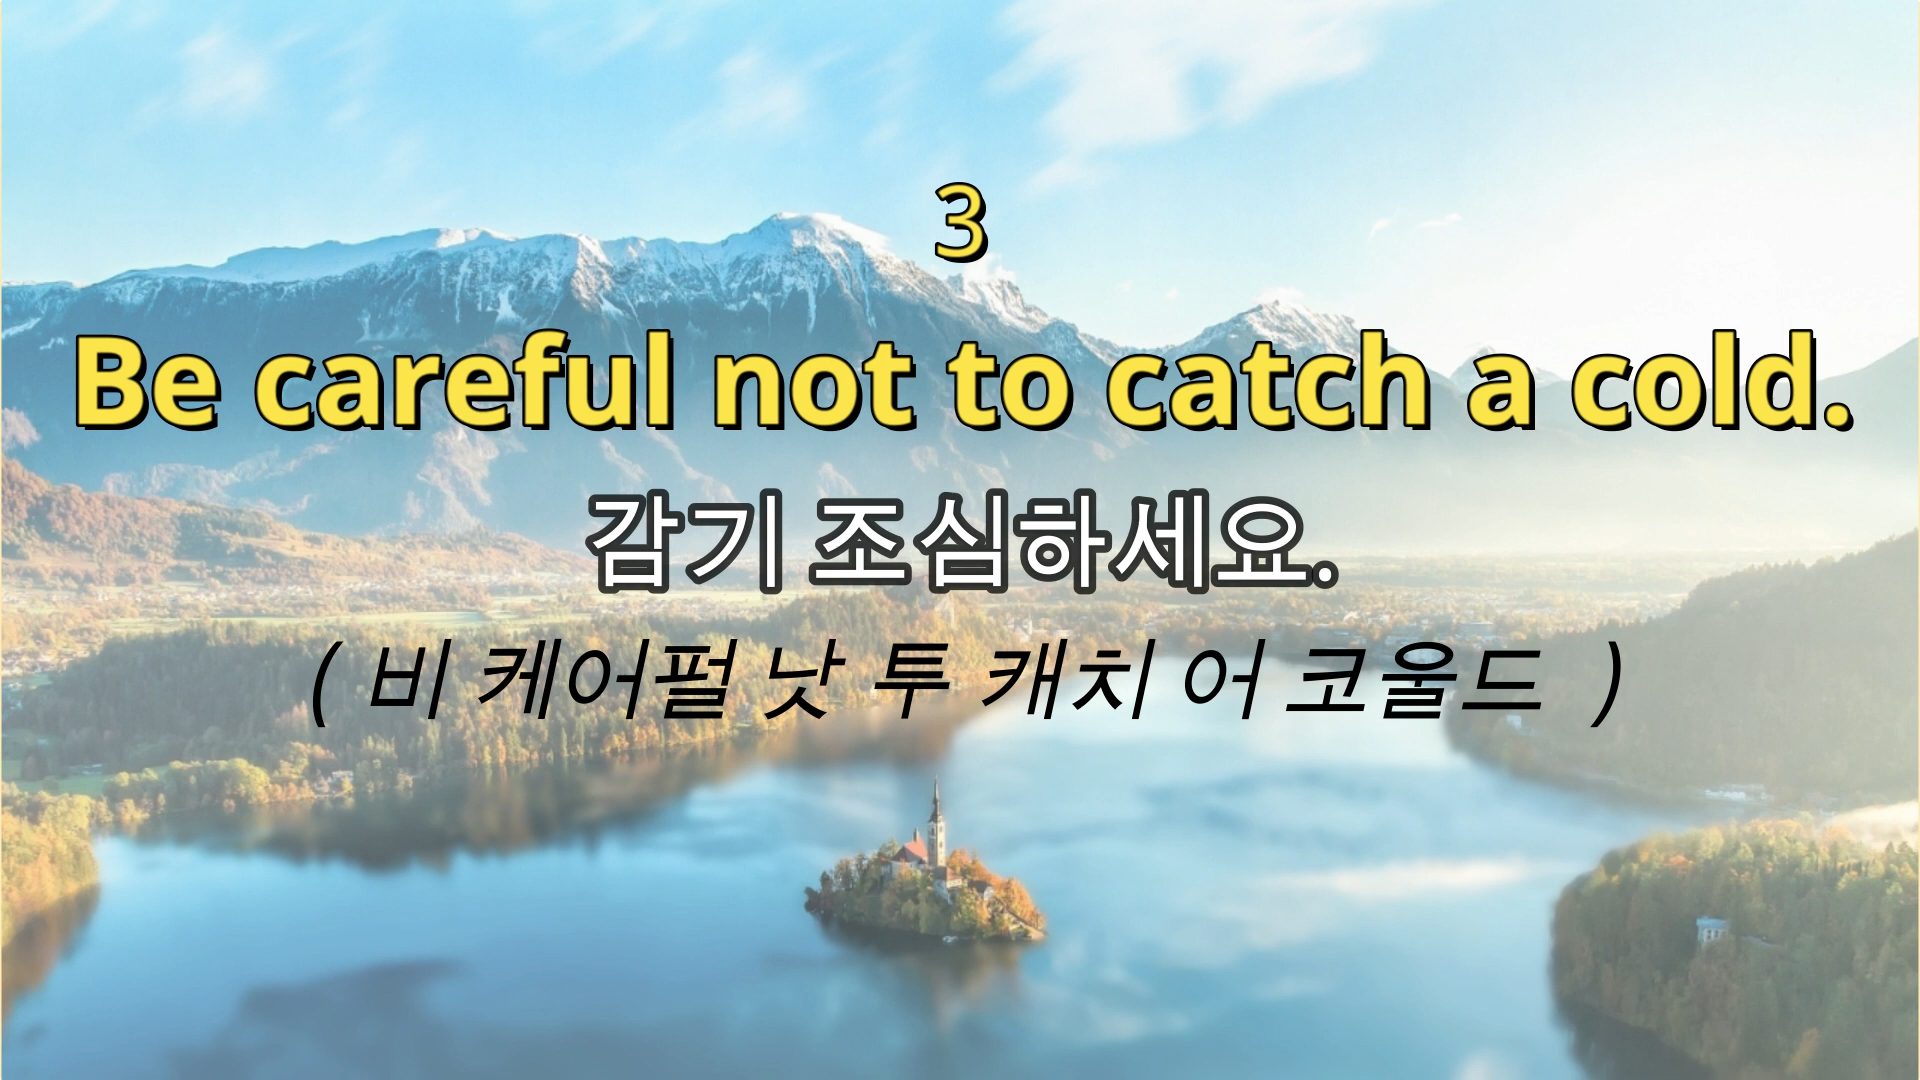 3
Be careful not to catch a cold.
감기 조심하세요.
( 비 케어펄 낫 투 캐치 어 코울드 )